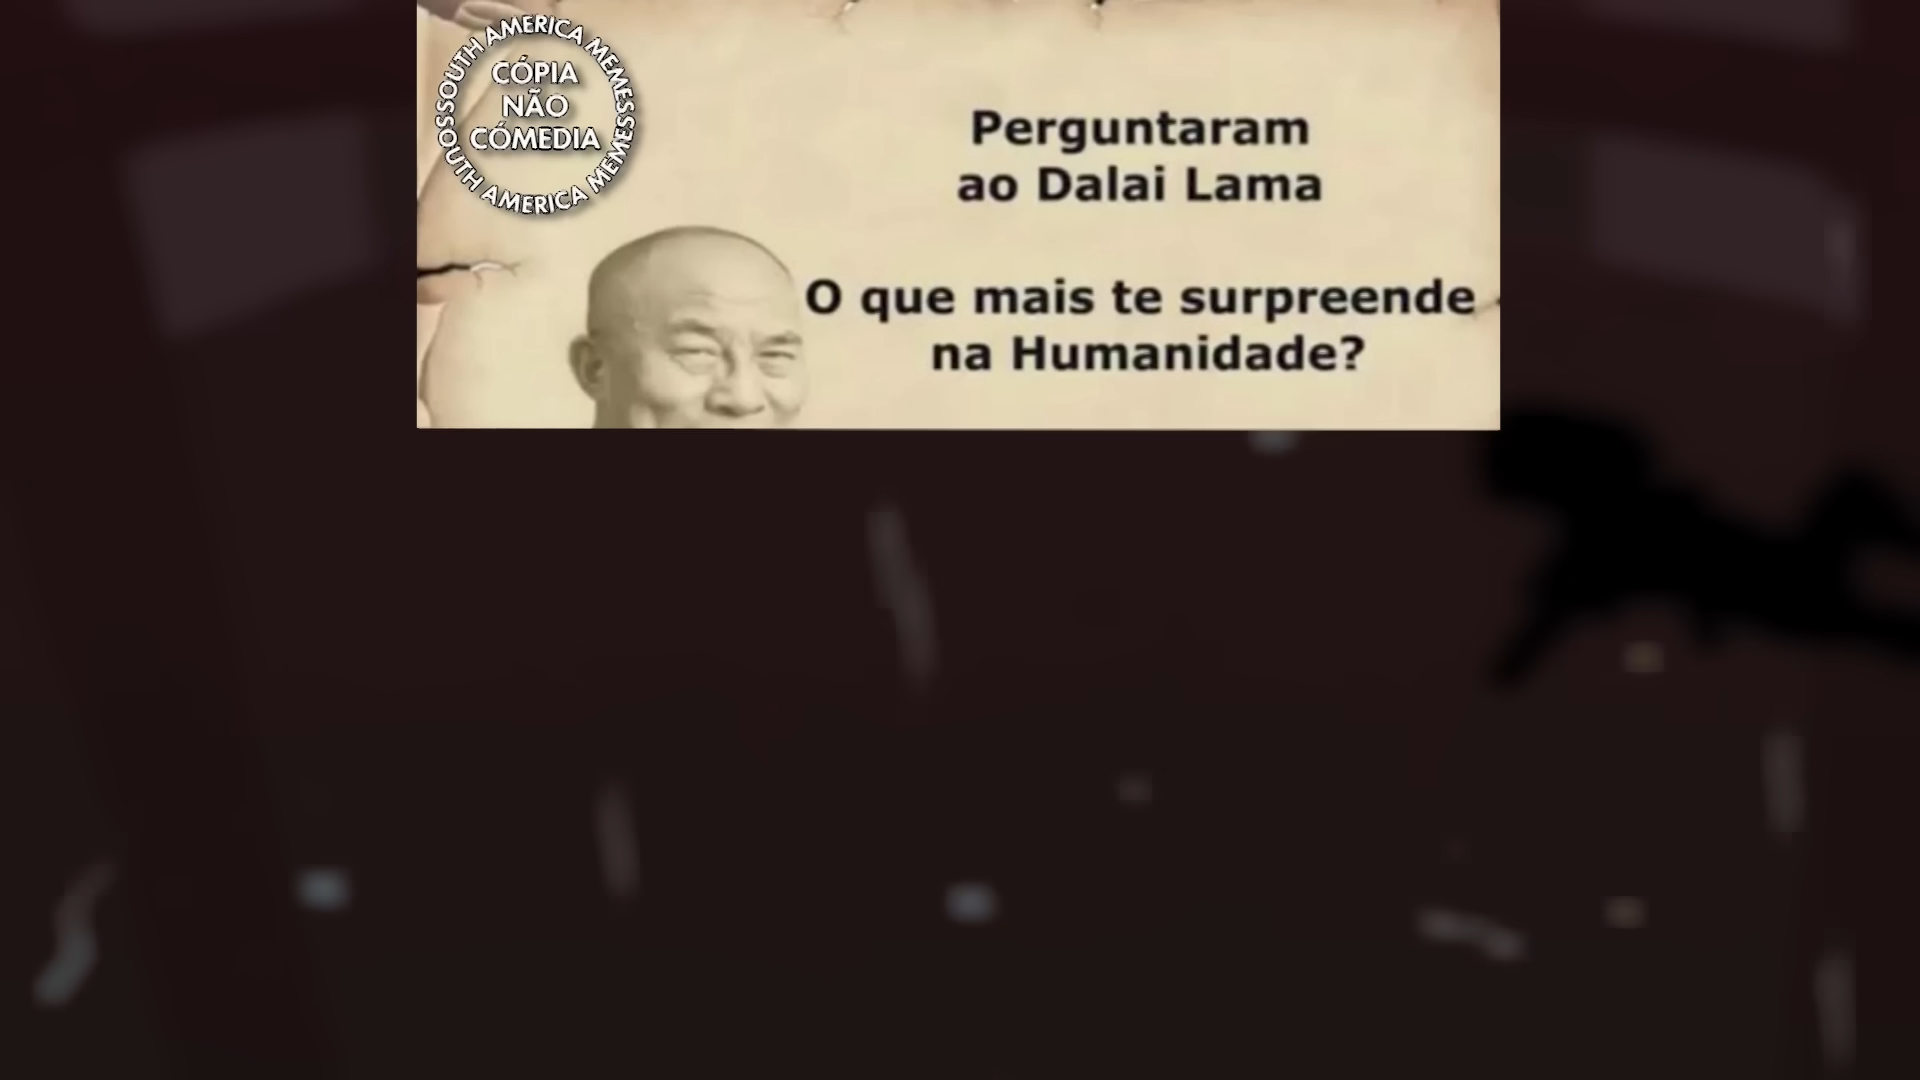 SOUTH AMERICA MEMES
CÓPIA
NÃO
CÓMEDIA
SOUTH AMERICA MEMES
Perguntaram
ao Dalai Lama
O que mais te surpreende
na Humanidade?